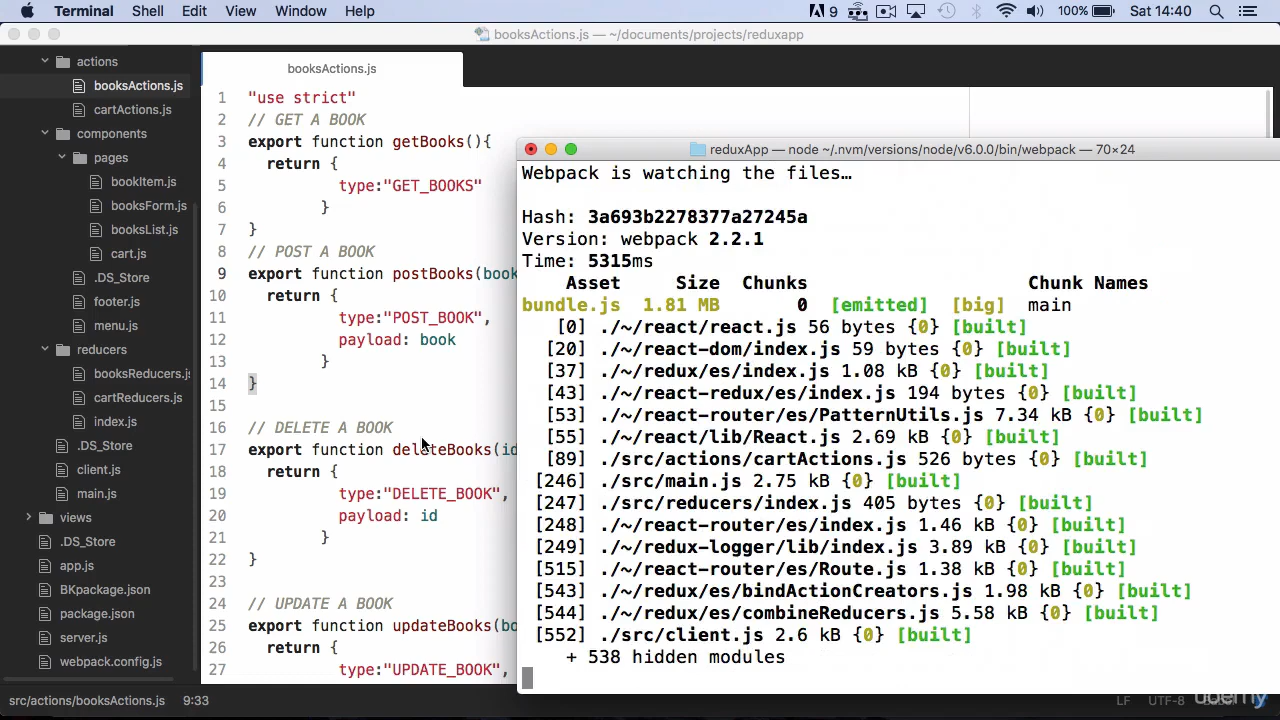 Terminal Shell Edit View Window Help 9 100% Sat 14:40
booksActions.js — ~/documents/projects/reduxapp
actions
booksActions.js
cartActions.js
components
pages
bookItem.js
booksForm.js
booksList.js
cart.js
.DS_Store
footer.js
menu.js
reducers
booksReducers.js
cartReducers.js
index.js
.DS_Store
client.js
main.js
views
.DS_Store
app.js
BKpackage.json
package.json
server.js
webpack.config.js
booksActions.js
1 "use strict"
2 // GET A BOOK
3 export function getBooks(){
4 return {
5 type:"GET_BOOKS"
6 }
7 }
8 // POST A BOOK
9 export function postBooks(book
10 return {
11 type:"POST_BOOK",
12 payload: book
13 }
14 }
15
16 // DELETE A BOOK
17 export function deleteBooks(id
18 return {
19 type:"DELETE_BOOK",
20 payload: id
21 }
22 }
23
24 // UPDATE A BOOK
25 export function updateBooks(bo
26 return {
27 type:"UPDATE_BOOK",
reduxApp — node ~/.nvm/versions/node/v6.0.0/bin/webpack — 70×24
Webpack is watching the files…
Hash: 3a693b2278377a27245a
Version: webpack 2.2.1
Time: 5315ms
Asset Size Chunks Chunk Names
bundle.js 1.81 MB 0 [emitted] [big] main
[0] ./~/react/react.js 56 bytes {0} [built]
[20] ./~/react-dom/index.js 59 bytes {0} [built]
[37] ./~/redux/es/index.js 1.08 kB {0} [built]
[43] ./~/react-redux/es/index.js 194 bytes {0} [built]
[53] ./~/react-router/es/PatternUtils.js 7.34 kB {0} [built]
[55] ./~/react/lib/React.js 2.69 kB {0} [built]
[89] ./src/actions/cartActions.js 526 bytes {0} [built]
[246] ./src/main.js 2.75 kB {0} [built]
[247] ./src/reducers/index.js 405 bytes {0} [built]
[248] ./~/react-router/es/index.js 1.46 kB {0} [built]
[249] ./~/redux-logger/lib/index.js 3.89 kB {0} [built]
[515] ./~/react-router/es/Route.js 1.38 kB {0} [built]
[543] ./~/redux/es/bindActionCreators.js 1.98 kB {0} [built]
[544] ./~/redux/es/combineReducers.js 5.58 kB {0} [built]
[552] ./src/client.js 2.6 kB {0} [built]
+ 538 hidden modules
src/actions/booksActions.js 9:33 LF UTF-8
udemy